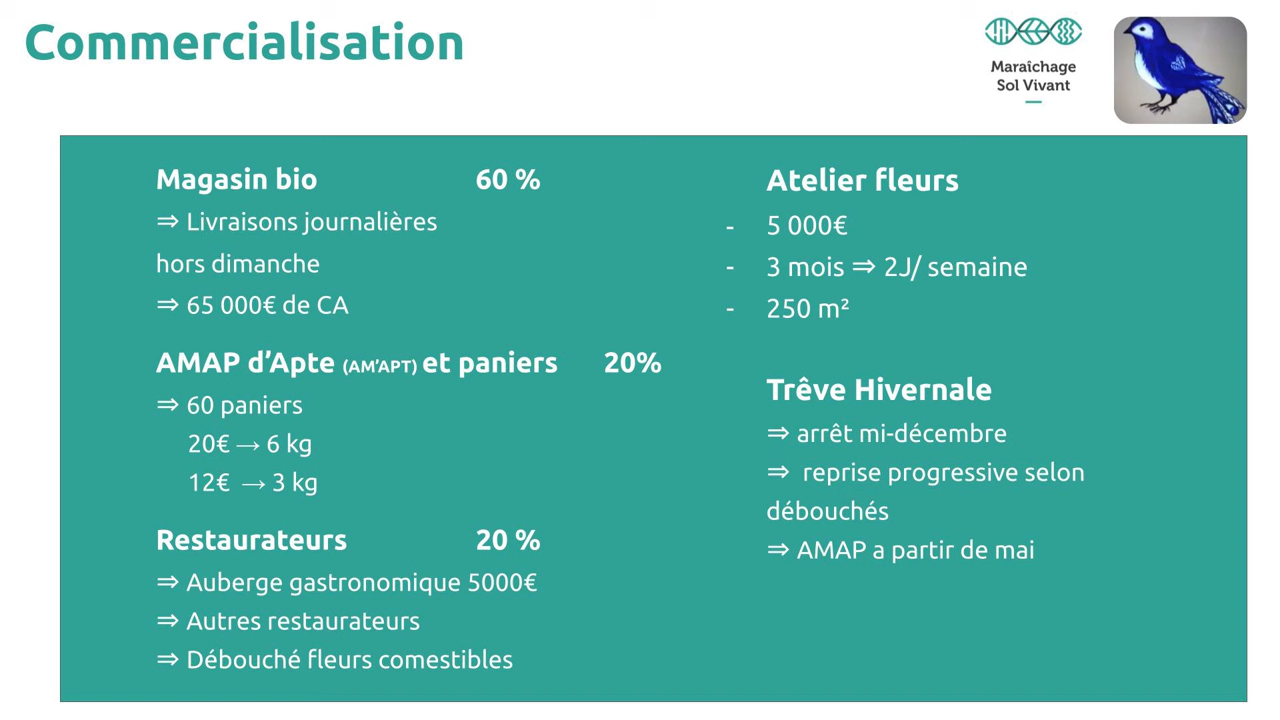 Commercialisation
Maraîchage
Sol Vivant
Magasin bio 60 %
⇒ Livraisons journalières
hors dimanche
⇒ 65 000€ de CA
AMAP d’Apte (AM’APT) et paniers 20%
⇒ 60 paniers
20€ → 6 kg
12€ → 3 kg
Restaurateurs 20 %
⇒ Auberge gastronomique 5000€
⇒ Autres restaurateurs
⇒ Débouché fleurs comestibles
Atelier fleurs
- 5 000€
- 3 mois ⇒ 2J/ semaine
- 250 m²
Trêve Hivernale
⇒ arrêt mi-décembre
⇒ reprise progressive selon
débouchés
⇒ AMAP a partir de mai